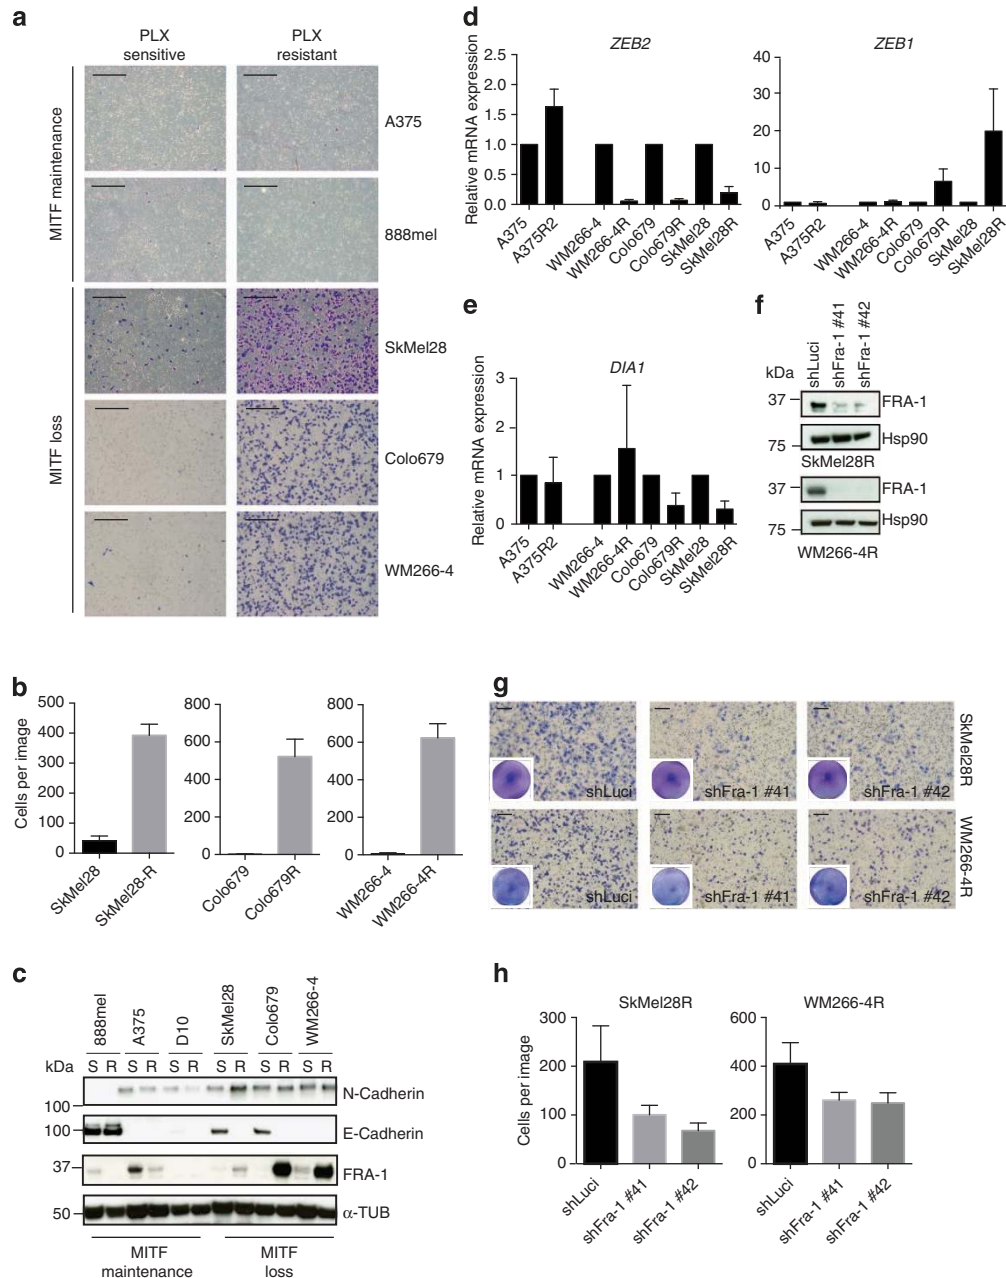 a
PLX
sensitive
PLX
resistant
MITF maintenance
MITF loss
A375
888mel
SkMel28
Colo679
WM266-4
b
Cells per image
500
400
300
200
100
0
SkMel28
SkMel28-R
800
600
400
200
0
Colo679
Colo679R
800
600
400
200
0
WM266-4
WM266-4R
c
888mel
A375
D10
SkMel28
Colo679
WM266-4
kDa
S R S R S R S R S R S R
N-Cadherin
100
100
E-Cadherin
37
FRA-1
50
α-TUB
MITF
maintenance
MITF
loss
d
ZEB2
Relative mRNA expression
2.5
2.0
1.5
1.0
0.5
0.0
A375
A375R2
WM266-4
WM266-4R
Colo679
Colo679R
SkMel28
SkMel28R
ZEB1
40
30
20
10
0
A375
A375R2
WM266-4
WM266-4R
Colo679
Colo679R
SkMel28
SkMel28R
e
DIA1
Relative mRNA expression
3
2
1
0
A375
A375R2
WM266-4
WM266-4R
Colo679
Colo679R
SkMel28
SkMel28R
f
shLuci
shFra-1 #41
shFra-1 #42
kDa
37
FRA-1
75
Hsp90
SkMel28R
37
FRA-1
75
Hsp90
WM266-4R
g
shLuci
shFra-1 #41
shFra-1 #42
SkMel28R
shLuci
shFra-1 #41
shFra-1 #42
WM266-4R
h
SkMel28R
Cells per image
300
200
100
0
shLuci
shFra-1 #41
shFra-1 #42
WM266-4R
600
400
200
0
shLuci
shFra-1 #41
shFra-1 #42